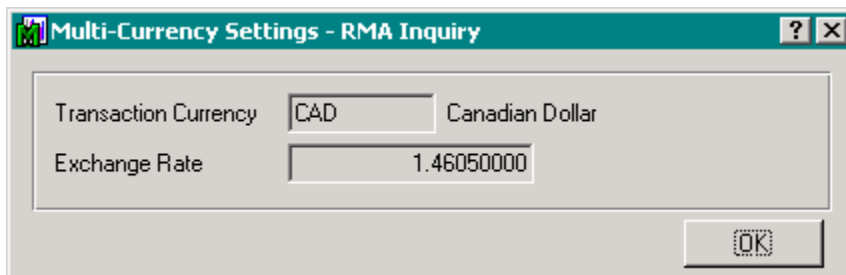 Multi-Currency Settings - RMA Inquiry ? X
Transaction Currency CAD Canadian Dollar
Exchange Rate 1.46050000
OK